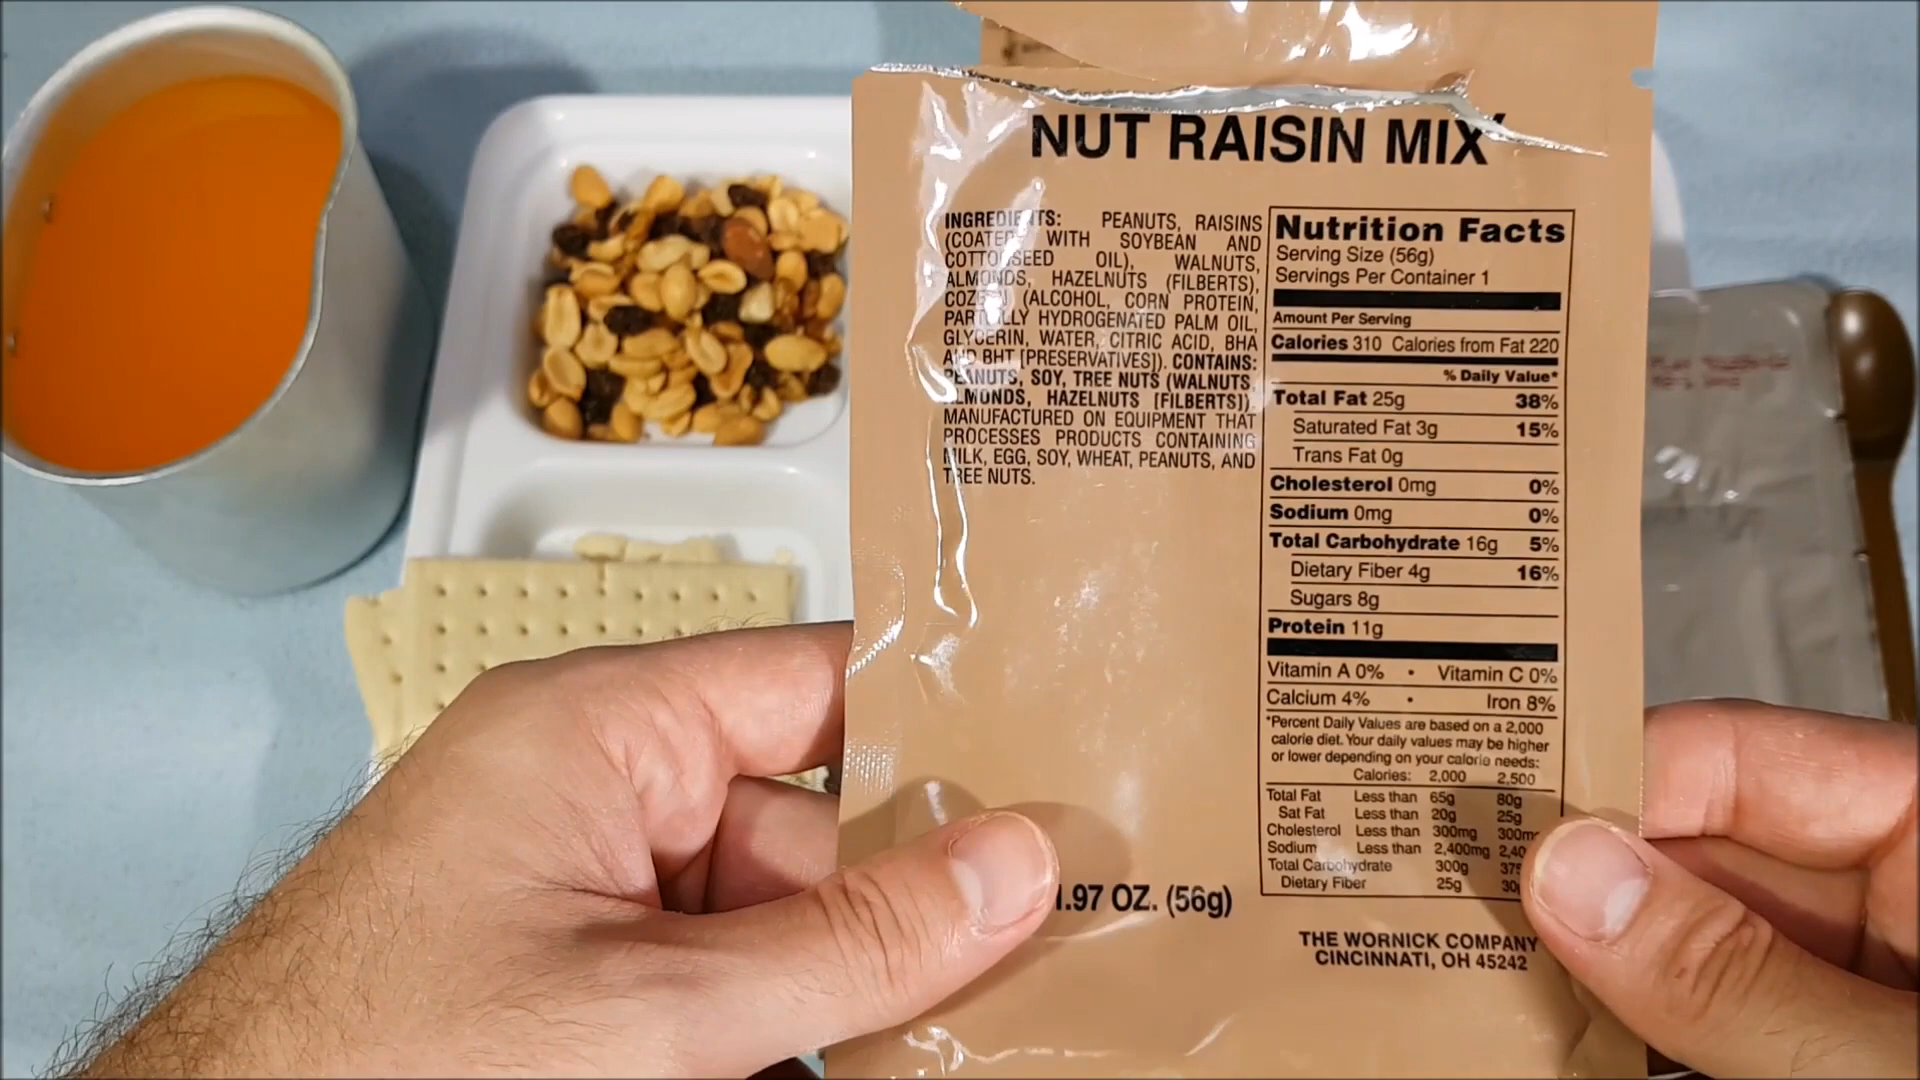 NUT RAISIN MIX
INGREDIENTS: PEANUTS, RAISINS
(COATED WITH SOYBEAN AND
COTTONSEED OIL), WALNUTS,
ALMONDS, HAZELNUTS (FILBERTS),
(ALCOHOL, CORN PROTEIN,
PARTIALLY HYDROGENATED PALM OIL,
GLYCERIN, WATER, CITRIC ACID, BHA
AND BHT [PRESERVATIVES]). CONTAINS:
PEANUTS, SOY, TREE NUTS (WALNUTS,
ALMONDS, HAZELNUTS [FILBERTS]).
MANUFACTURED ON EQUIPMENT THAT
PROCESSES PRODUCTS CONTAINING
MILK, EGG, SOY, WHEAT, PEANUTS, AND
TREE NUTS.
1.97 OZ. (56g)
Nutrition Facts
Serving Size (56g)
Servings Per Container 1
Amount Per Serving
Calories 310 Calories from Fat 220
% Daily Value*
Total Fat 25g 38%
Saturated Fat 3g 15%
Trans Fat 0g
Cholesterol 0mg 0%
Sodium 0mg 0%
Total Carbohydrate 16g 5%
Dietary Fiber 4g 16%
Sugars 8g
Protein 11g
Vitamin A 0% • Vitamin C 0%
Calcium 4% • Iron 8%
*Percent Daily Values are based on a 2,000
calorie diet. Your daily values may be higher
or lower depending on your calorie needs:
Calories: 2,000 2,500
Total Fat Less than 65g 80g
Sat Fat Less than 20g 25g
Cholesterol Less than 300mg 300mg
Sodium Less than 2,400mg
Total Carbohydrate 300g
Dietary Fiber 25g
THE WORNICK COMPANY
CINCINNATI, OH 45242